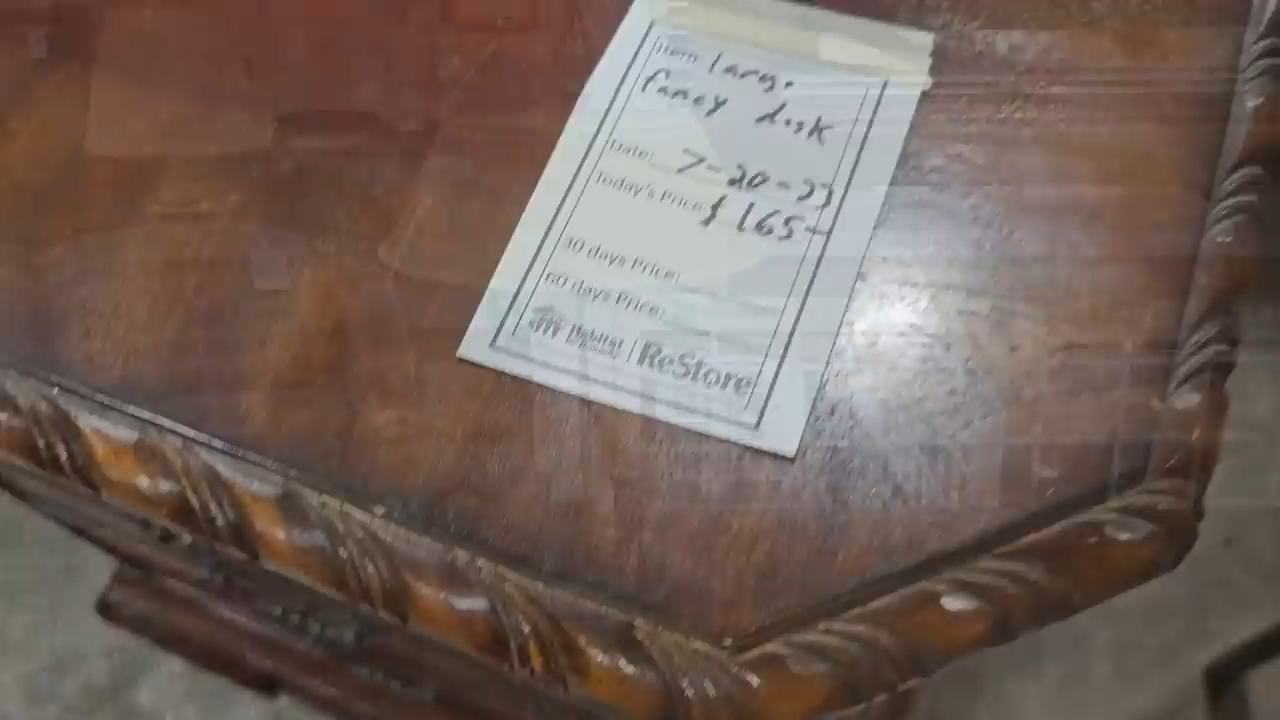 Item: Large
fancy desk
Date: 7-20-23
Today's Price: $165-
30 days Price:
60 days Price:
Habitat | ReStore